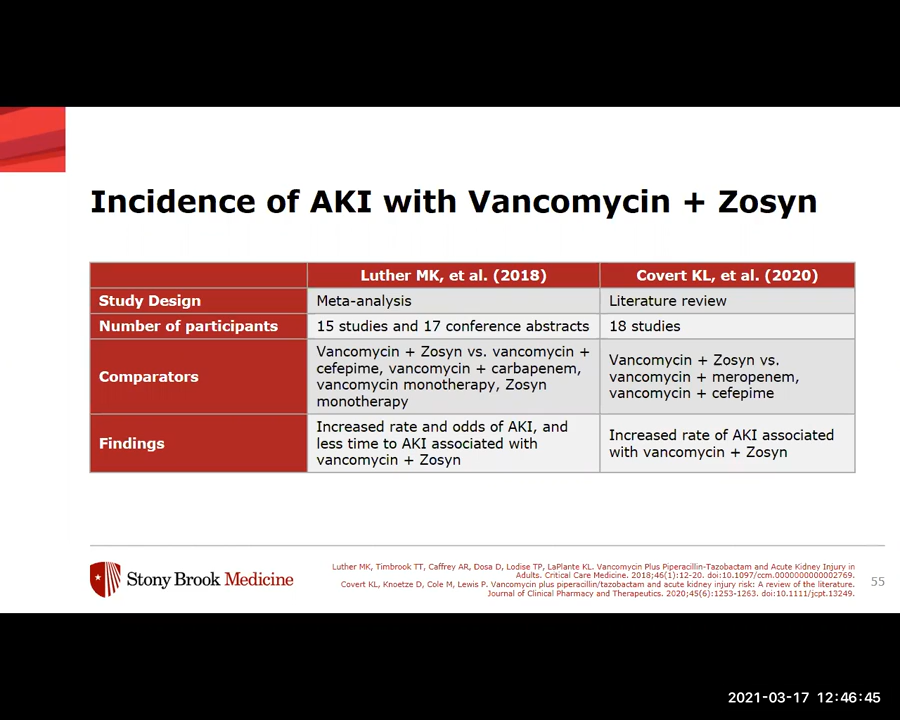 Incidence of AKI with Vancomycin + Zosyn
Luther MK, et al. (2018)
Covert KL, et al. (2020)
Study Design
Meta-analysis
Literature review
Number of participants
15 studies and 17 conference abstracts
18 studies
Comparators
Vancomycin + Zosyn vs. vancomycin +
cefepime, vancomycin + carbapenem,
vancomycin monotherapy, Zosyn
monotherapy
Vancomycin + Zosyn vs.
vancomycin + meropenem,
vancomycin + cefepime
Findings
Increased rate and odds of AKI, and
less time to AKI associated with
vancomycin + Zosyn
Increased rate of AKI associated
with vancomycin + Zosyn
Stony Brook Medicine
Luther MK, Timbrook TT, Caffrey AR, Dosa D, Lodise TP, LaPlante KL. Vancomycin Plus Piperacillin-Tazobactam and Acute Kidney Injury in
Adults. Critical Care Medicine. 2018;46(1):12-20. doi:10.1097/ccm.0000000000002769.
Covert KL, Knoetze D, Cole M, Lewis P. Vancomycin plus piperacillin/tazobactam and acute kidney injury risk: A review of the literature.
Journal of Clinical Pharmacy and Therapeutics. 2020;45(6):1253-1263. doi:10.1111/jcpt.13249.
55
2021-03-17 12:46:45